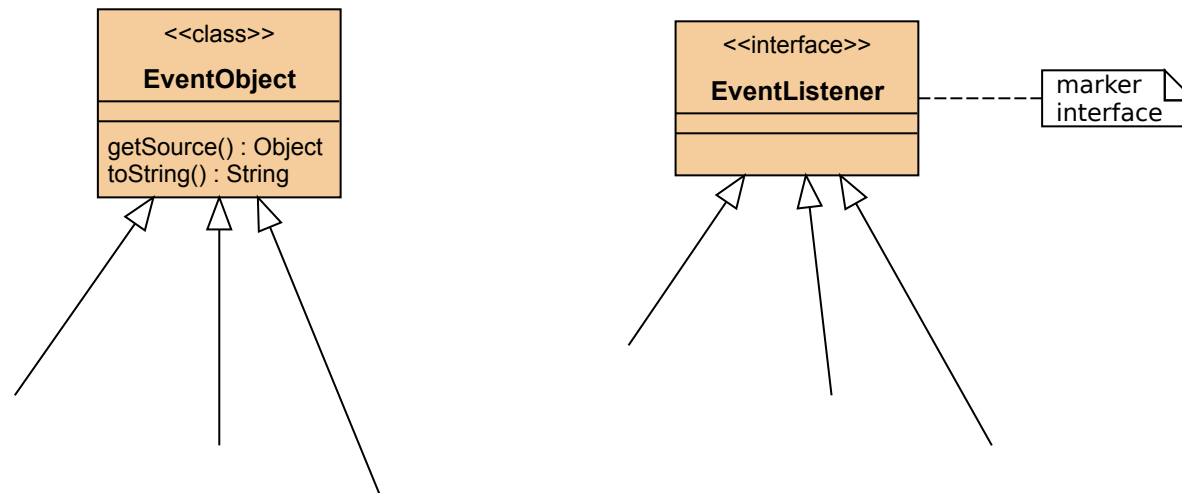 <<class>>
EventObject
getSource() : Object
toString() : String
<<interface>>
EventListener
marker
interface